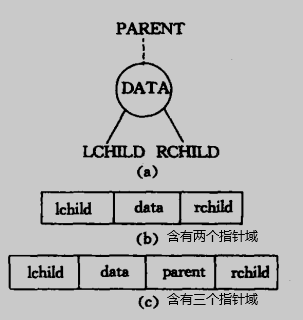 PARENT
DATA
LCHILD RCHILD
(a)
lchild data rchild
(b) 含有两个指针域
lchild data parent rchild
(c) 含有三个指针域